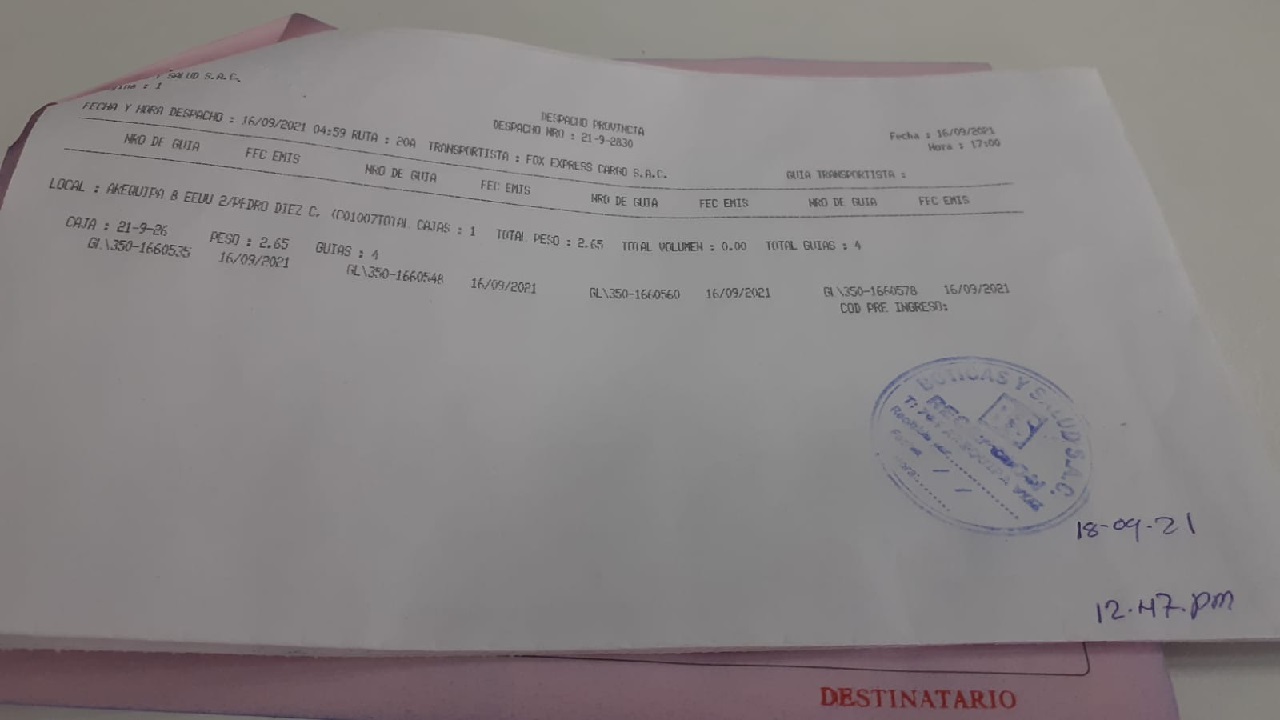 SALUD S.A.C.
: 1
DESPACHO PROVINCIA
DESPACHO NRO : 21-9-2830
Fecha : 16/09/2021
Hora : 17:00
FECHA Y HORA DESPACHO : 16/09/2021 04:59 RUTA : 20A TRANSPORTISTA : FOX EXPRESS CARGO S.A.C. GUIA TRANSPORTISTA :
NRO DE GUIA FEC EMIS NRO DE GUIA FEC EMIS NRO DE GUIA FEC EMIS NRO DE GUIA FEC EMIS
LOCAL : AREQUIPA 8 EEUU 2/PEDRO DIEZ C. (D01007TOTAL CAJAS : 1 TOTAL PESO : 2.65 TOTAL VOLUMEN : 0.00 TOTAL GUIAS : 4
CAJA : 21-9-26 PESO : 2.65 GUIAS : 4
GL\350-1660535 16/09/2021 GL\350-1660548 16/09/2021 GL\350-1660560 16/09/2021 GL\350-1660578 16/09/2021
COD PRE INGRESO:
BOTICAS Y SALUD S.A.C.
18-09-21
12.47.pm
DESTINATARIO